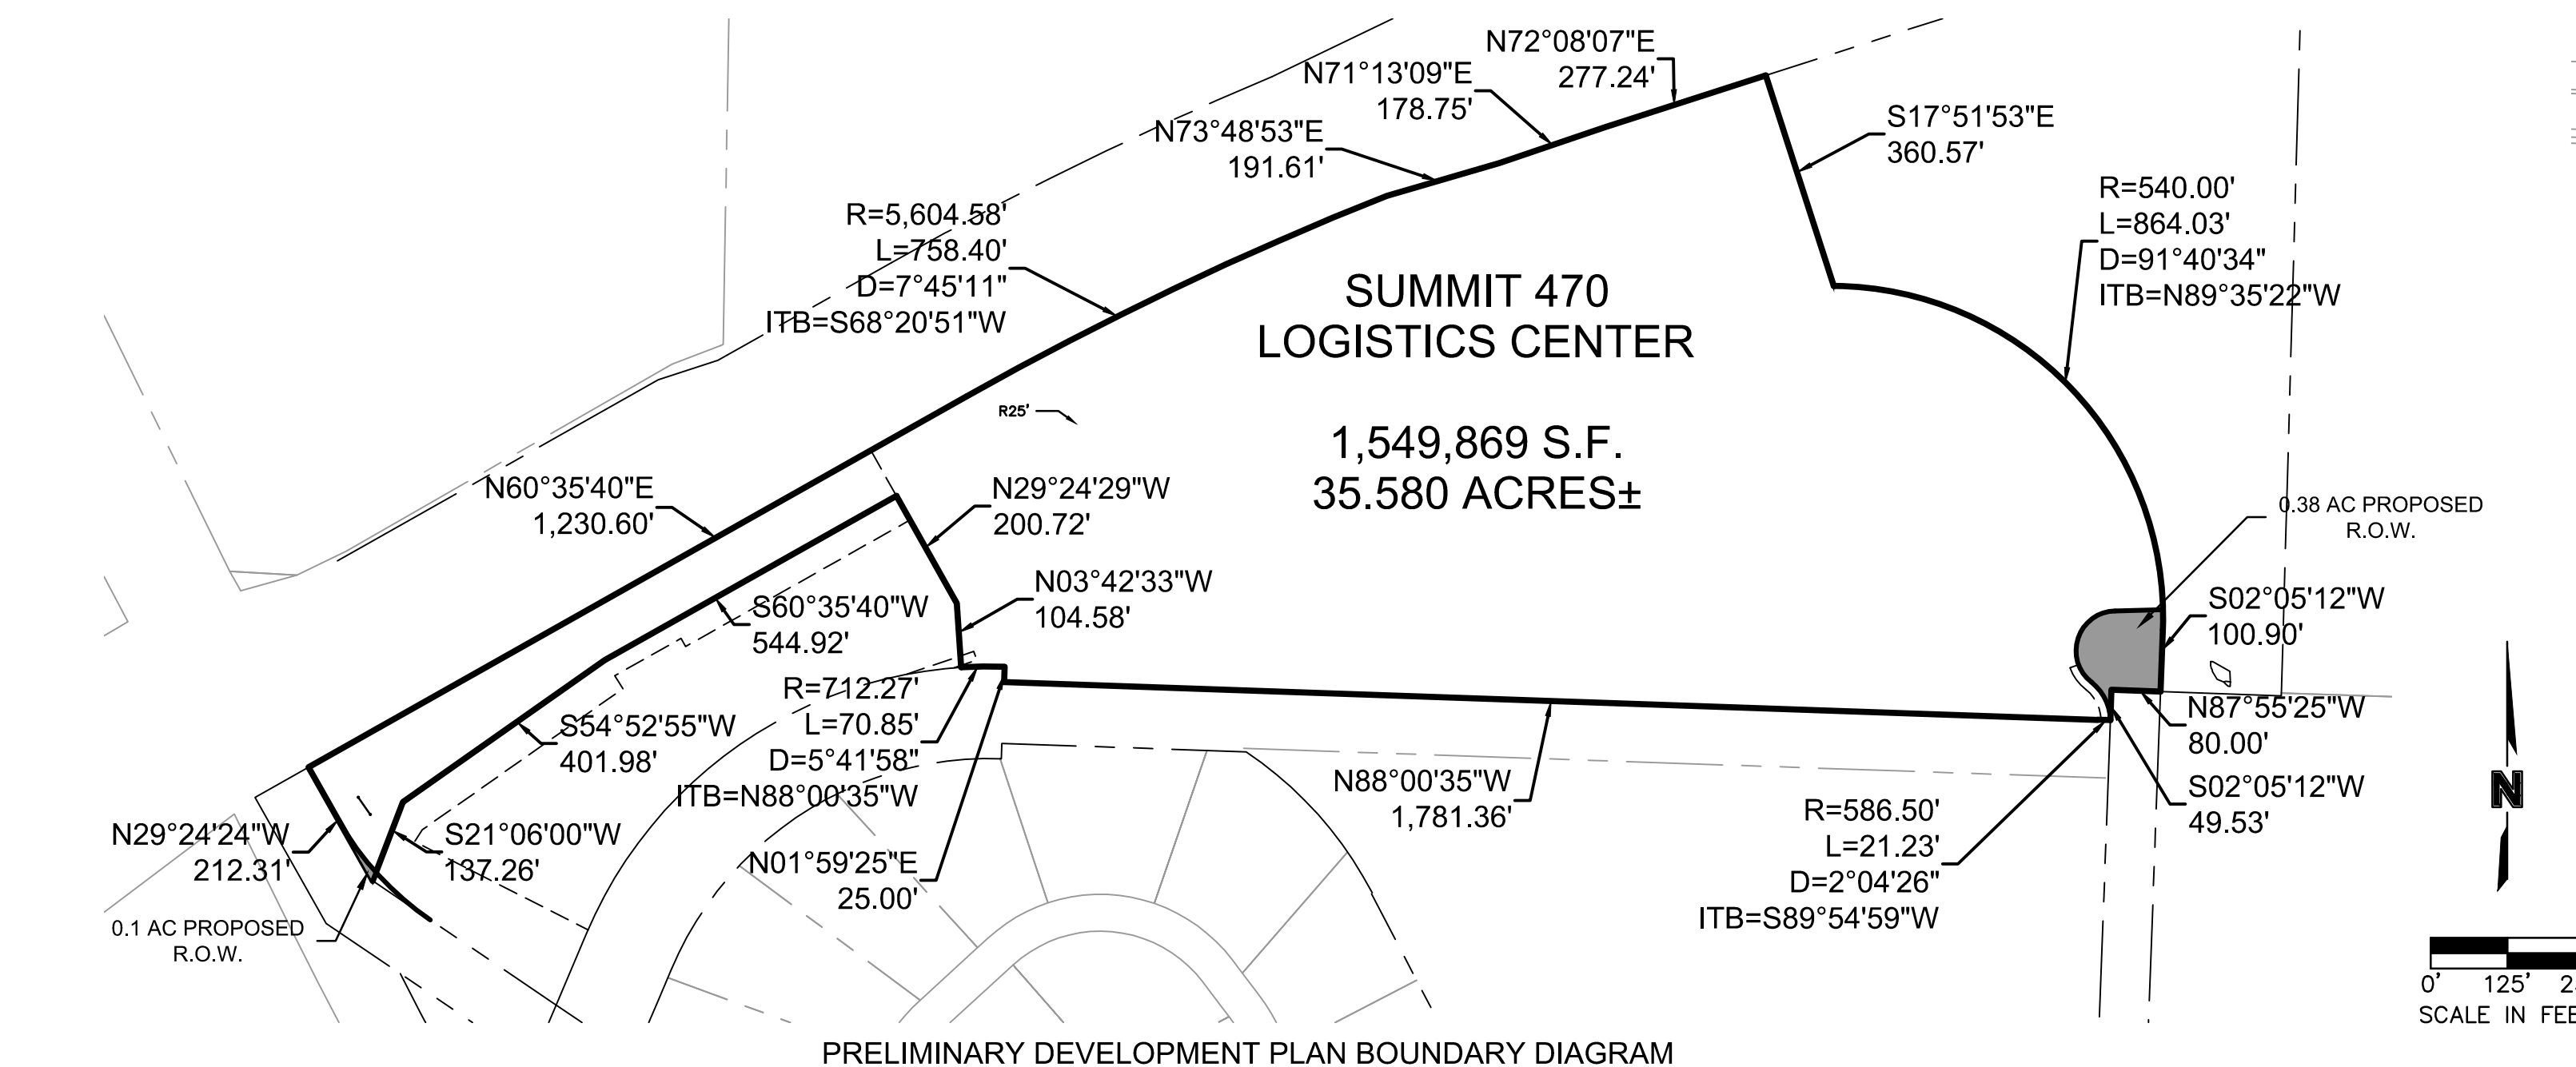 N72°08'07"E
277.24'
N71°13'09"E
178.75'
N73°48'53"E
191.61'
S17°51'53"E
360.57'
R=5,604.58'
L=758.40'
D=7°45'11"
ITB=S68°20'51"W
R=540.00'
L=864.03'
D=91°40'34"
ITB=N89°35'22"W
SUMMIT 470
LOGISTICS CENTER
1,549,869 S.F.
35.580 ACRES±
R25'
N60°35'40"E
1,230.60'
N29°24'29"W
200.72'
0.38 AC PROPOSED
R.O.W.
N03°42'33"W
104.58'
S60°35'40"W
544.92'
S02°05'12"W
100.90'
R=712.27'
L=70.85'
D=5°41'58"
ITB=N88°00'35"W
S54°52'55"W
401.98'
N87°55'25"W
80.00'
N88°00'35"W
1,781.36'
S02°05'12"W
49.53'
R=586.50'
L=21.23'
D=2°04'26"
ITB=S89°54'59"W
N29°24'24"W
212.31'
S21°06'00"W
137.26'
N01°59'25"E
25.00'
0.1 AC PROPOSED
R.O.W.
N
0' 125'
SCALE IN
PRELIMINARY DEVELOPMENT PLAN BOUNDARY DIAGRAM